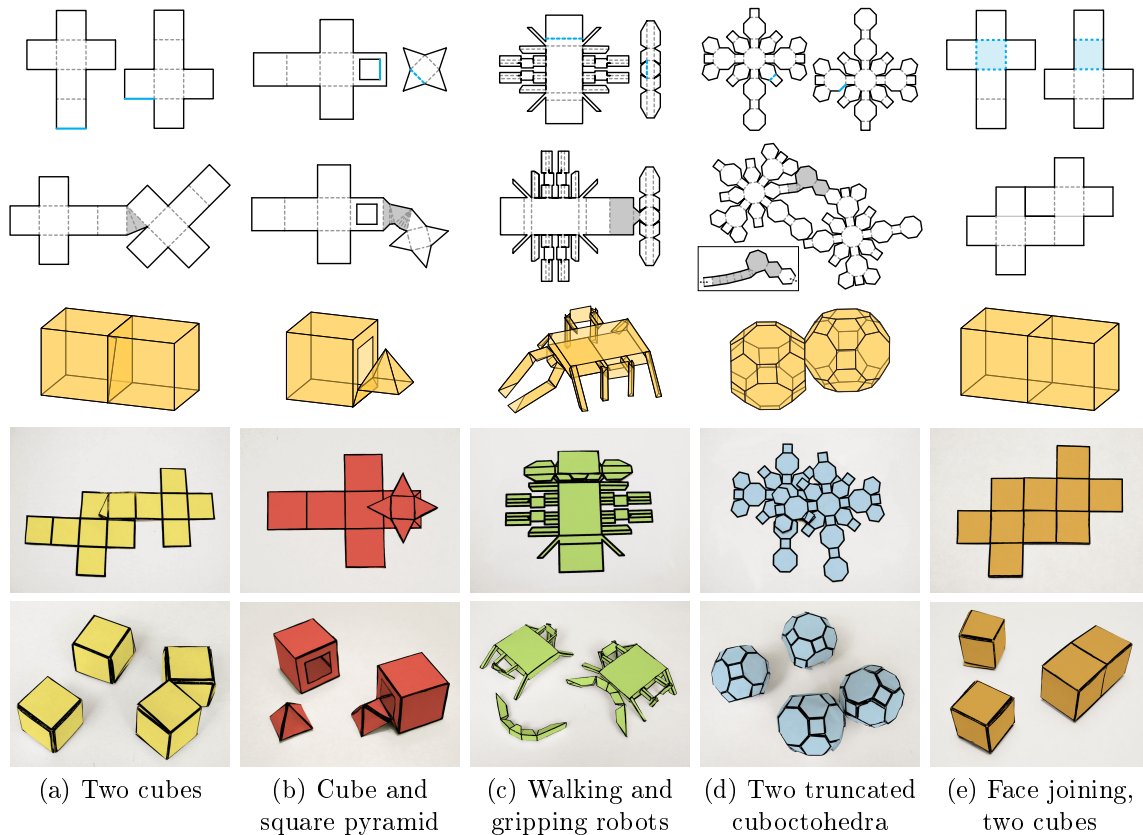 (a) Two cubes
(b) Cube and
square pyramid
(c) Walking and
gripping robots
(d) Two truncated
cuboctohedra
(e) Face joining,
two cubes